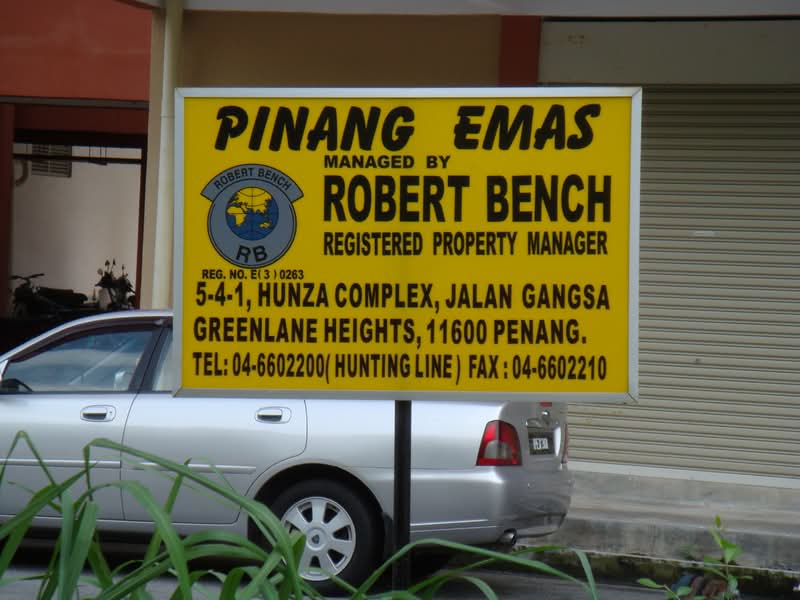 PINANG EMAS
MANAGED BY
ROBERT BENCH
REGISTERED PROPERTY MANAGER
ROBERT BENCH
RB
REG. NO. E(3)0263
5-4-1, HUNZA COMPLEX, JALAN GANGSA
GREENLANE HEIGHTS, 11600 PENANG.
TEL: 04-6602200(HUNTING LINE) FAX : 04-6602210